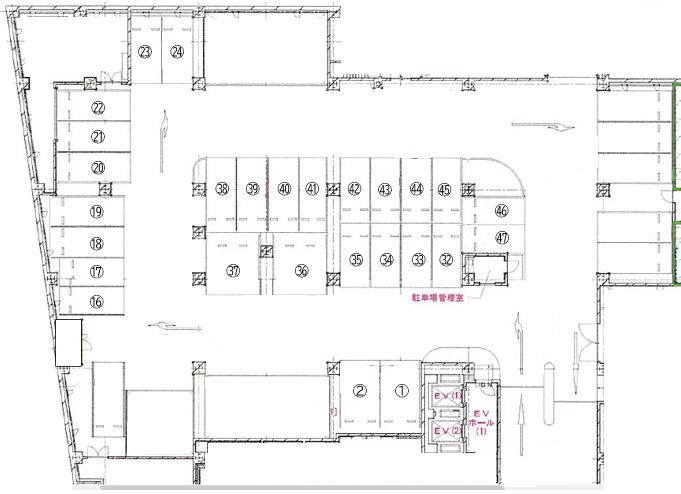 ㉓ ㉔
㉒
㉑
⑳
㊳ ㊴ ㊵ ㊶ ㊷ ㊸ ㊹ ㊺
⑲
㊻
⑱
㊼
㉟ ㉞ ㉝ ㉜
⑰
㊲ ㊱
⑯
駐車場管理室
② ①
EV(1)
EV
ホール
(1)
EV(2)